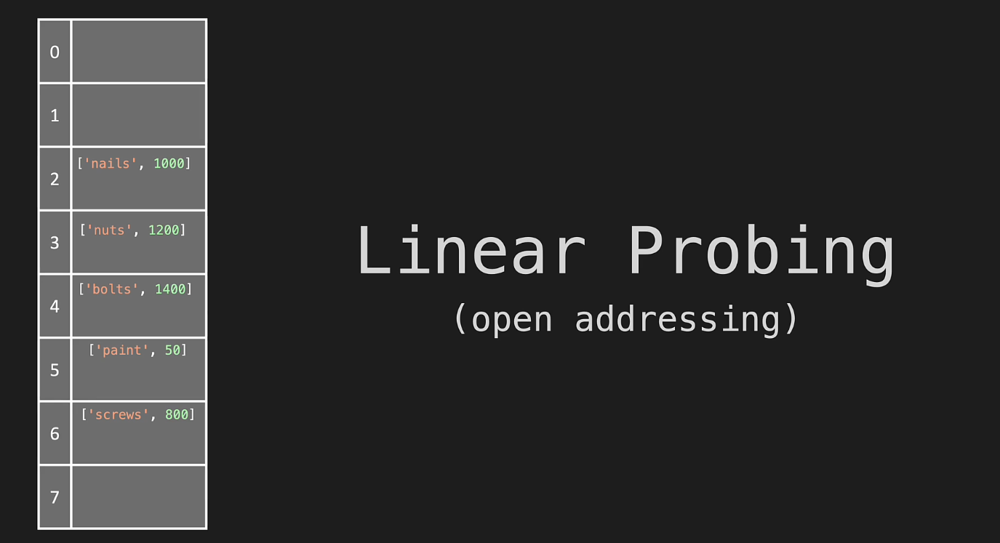 0
1
2 ['nails', 1000]
3 ['nuts', 1200]
4 ['bolts', 1400]
5 ['paint', 50]
6 ['screws', 800]
7
Linear Probing
(open addressing)